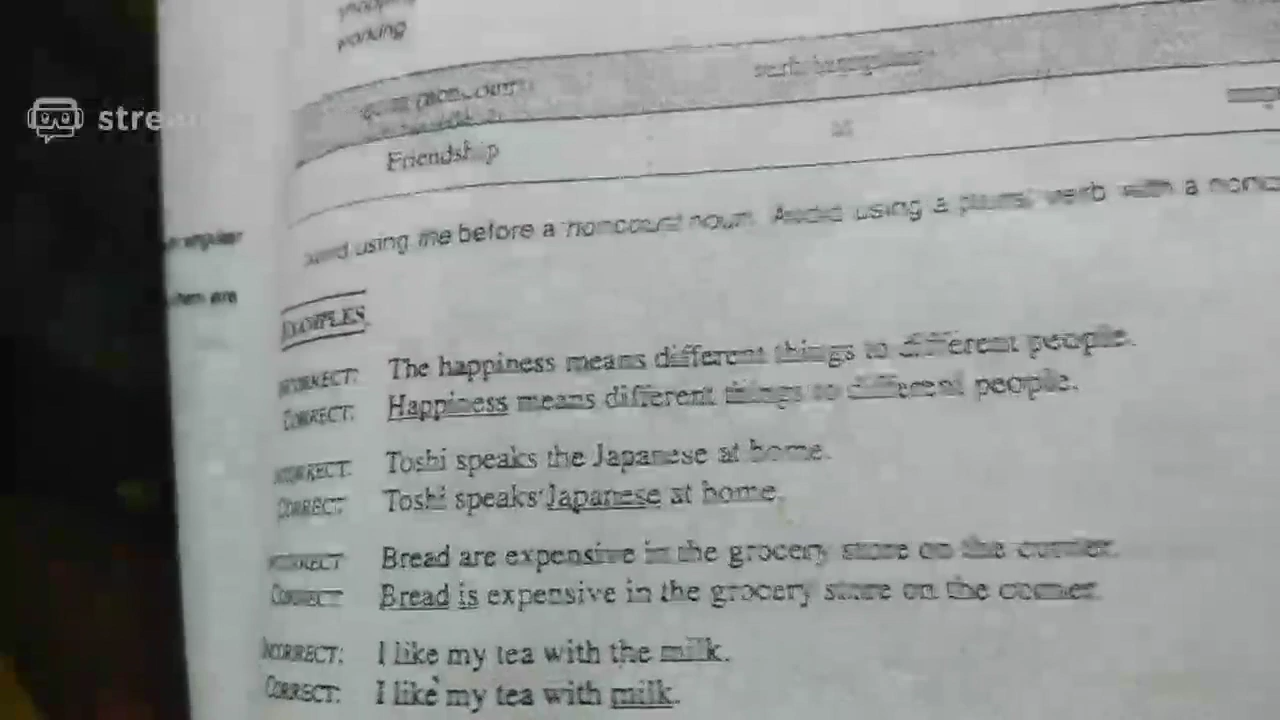 stre
working
Friendship
using the before a noncount noun. Avoid using a plural verb with a
EXAMPLES
INCORRECT: The happiness means different things to different people.
CORRECT: Happiness means different things to different people.
INCORRECT: Toshi speaks the Japanese at home.
CORRECT: Toshi speaks Japanese at home.
INCORRECT Bread are expensive in the grocery store on the corner.
CORRECT Bread is expensive in the grocery store on the corner.
INCORRECT: I like my tea with the milk.
CORRECT: I like my tea with milk.